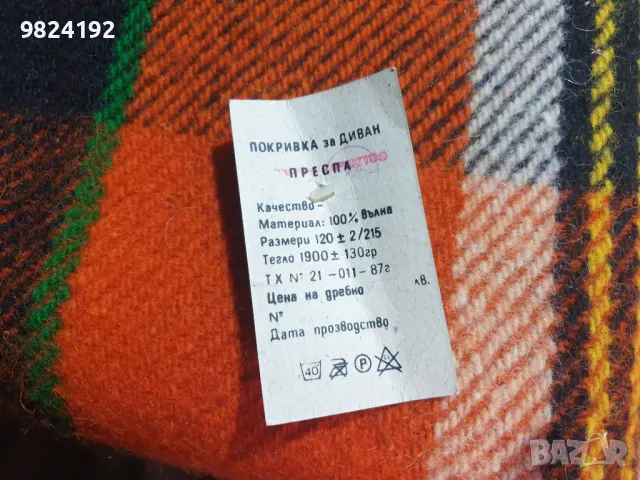 9824192
ПОКРИВКА за ДИВАН
ПРЕСПА
Качество -
Материал: 100% вълна
Размери 120 ± 2/215
Тегло 1900 ± 130гр
ТХ № 21 -011-87г
Цена на дребно лв.
№
Дата прозводство
40 P
BAZAR